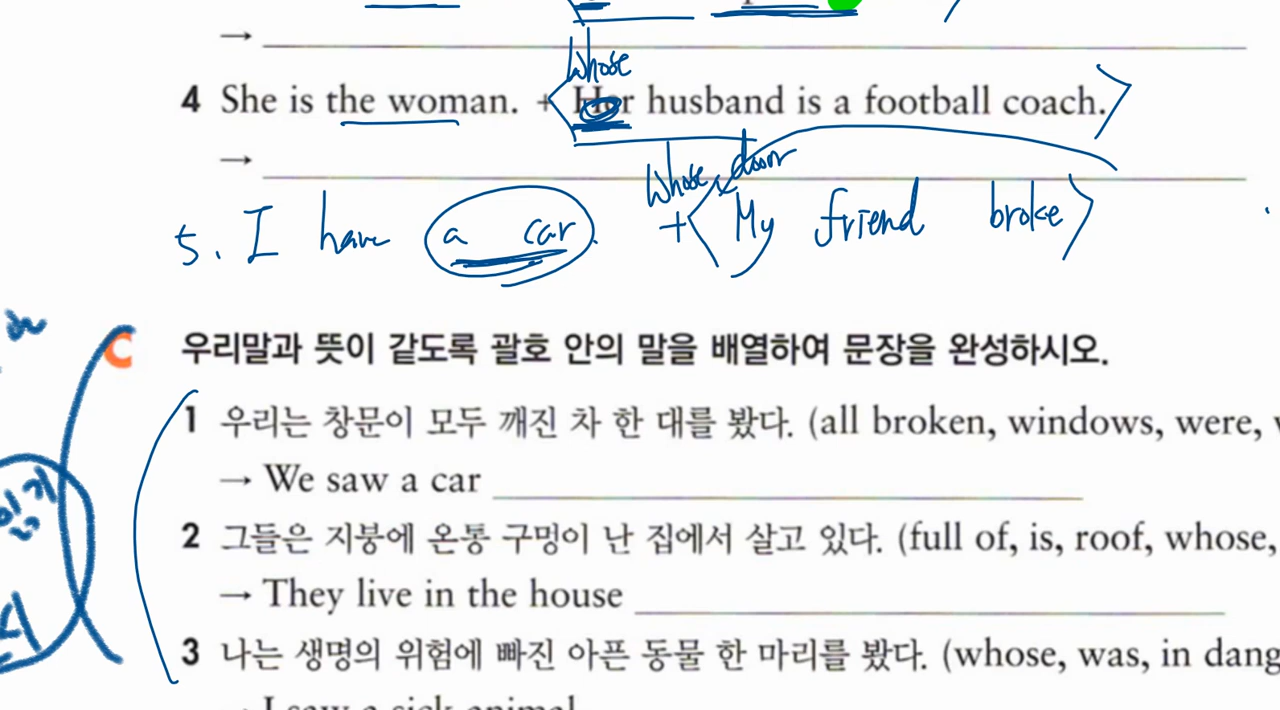 →
Whose
4 She is the woman. + Her husband is a football coach.
→
Whose door
5. I have a car. + My friend broke
C 우리말과 뜻이 같도록 괄호 안의 말을 배열하여 문장을 완성하시오.
1 우리는 창문이 모두 깨진 차 한 대를 봤다. (all broken, windows, were,
→ We saw a car
2 그들은 지붕에 온통 구멍이 난 집에서 살고 있다. (full of, is, roof, whose,
→ They live in the house
3 나는 생명의 위험에 빠진 아픈 동물 한 마리를 봤다. (whose, was, in dang
→ I saw a sick animal